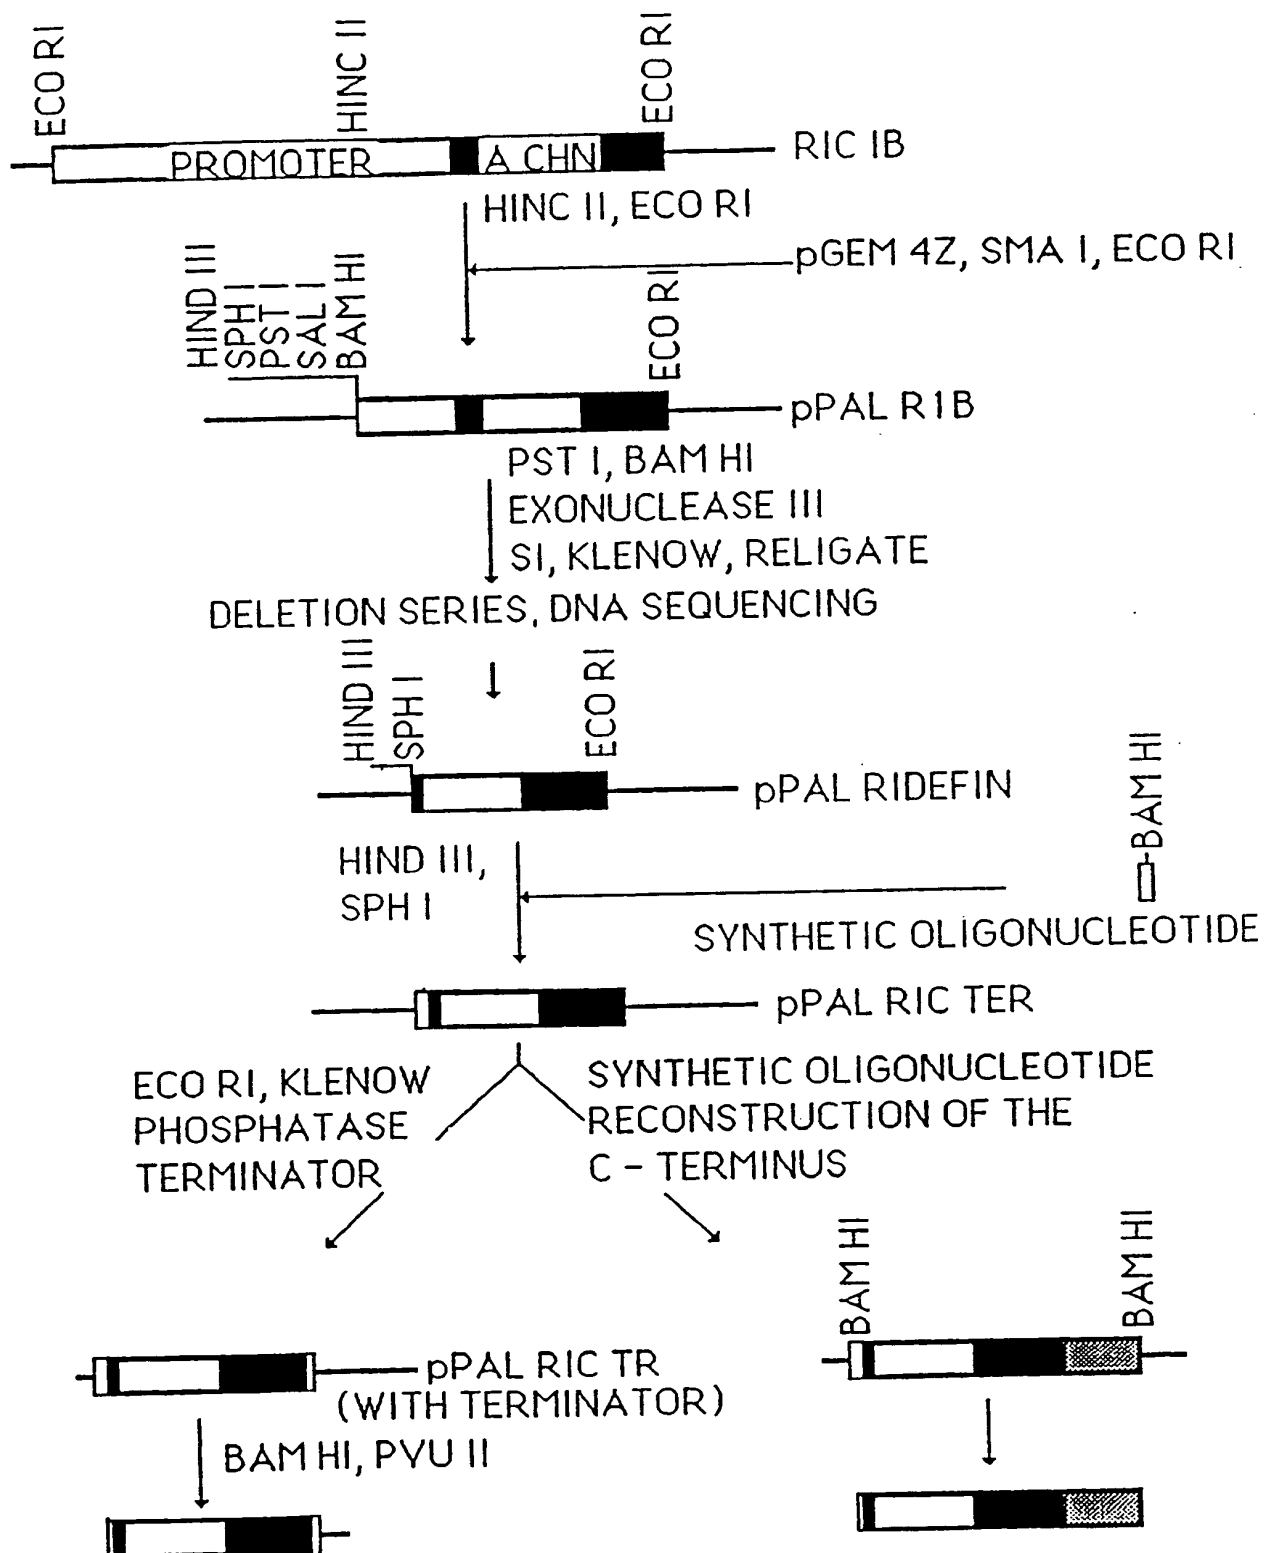 ECO RI
HINC II
ECO RI
PROMOTER
A CHN
RIC IB
HINC II, ECO RI
pGEM 4Z, SMA I, ECO RI
HIND III
SPH I
PST I
SAL I
BAM HI
ECO RI
pPAL R1B
PST I, BAM HI
EXONUCLEASE III
SI, KLENOW, RELIGATE
DELETION SERIES, DNA SEQUENCING
HIND III
SPH I
ECO RI
BAM HI
pPAL RIDEFIN
HIND III,
SPH I
SYNTHETIC OLIGONUCLEOTIDE
pPAL RIC TER
ECO RI, KLENOW
PHOSPHATASE
TERMINATOR
SYNTHETIC OLIGONUCLEOTIDE
RECONSTRUCTION OF THE
C - TERMINUS
BAM HI
BAM HI
pPAL RIC TR
(WITH TERMINATOR)
BAM HI, PVU II